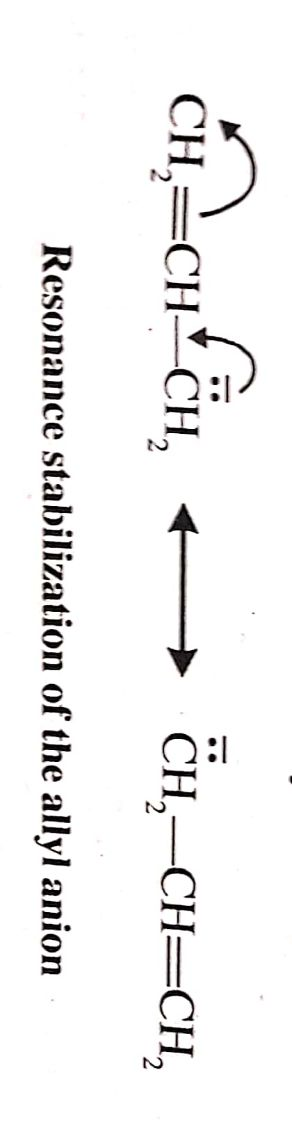 CH₂=CH—C̄̈H₂ ⟷ C̄̈H₂—CH=CH₂
Resonance stabilization of the allyl anion